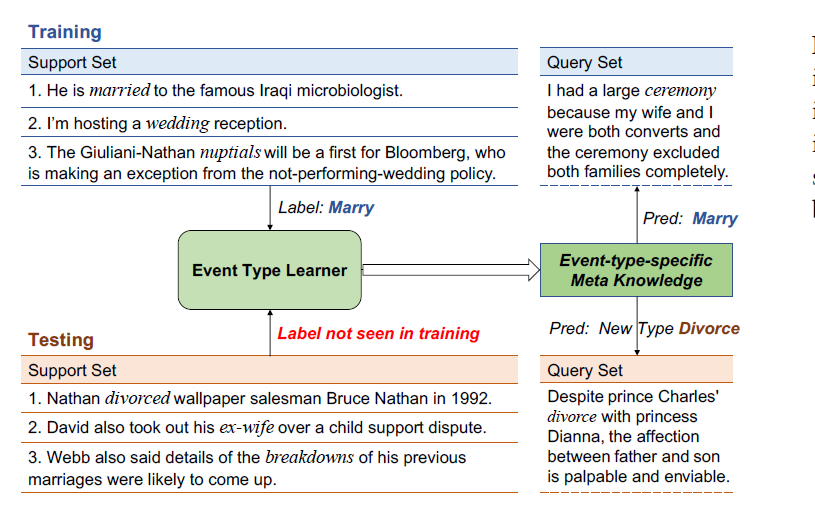 Training
Support Set
1. He is married to the famous Iraqi microbiologist.
2. I'm hosting a wedding reception.
3. The Giuliani-Nathan nuptials will be a first for Bloomberg, who
is making an exception from the not-performing-wedding policy.
Query Set
I had a large ceremony
because my wife and I
were both converts and
the ceremony excluded
both families completely.
Label: Marry
Pred: Marry
Event Type Learner
Event-type-specific
Meta Knowledge
Label not seen in training
Pred: New Type Divorce
Testing
Support Set
1. Nathan divorced wallpaper salesman Bruce Nathan in 1992.
2. David also took out his ex-wife over a child support dispute.
3. Webb also said details of the breakdowns of his previous
marriages were likely to come up.
Query Set
Despite prince Charles'
divorce with princess
Dianna, the affection
between father and son
is palpable and enviable.